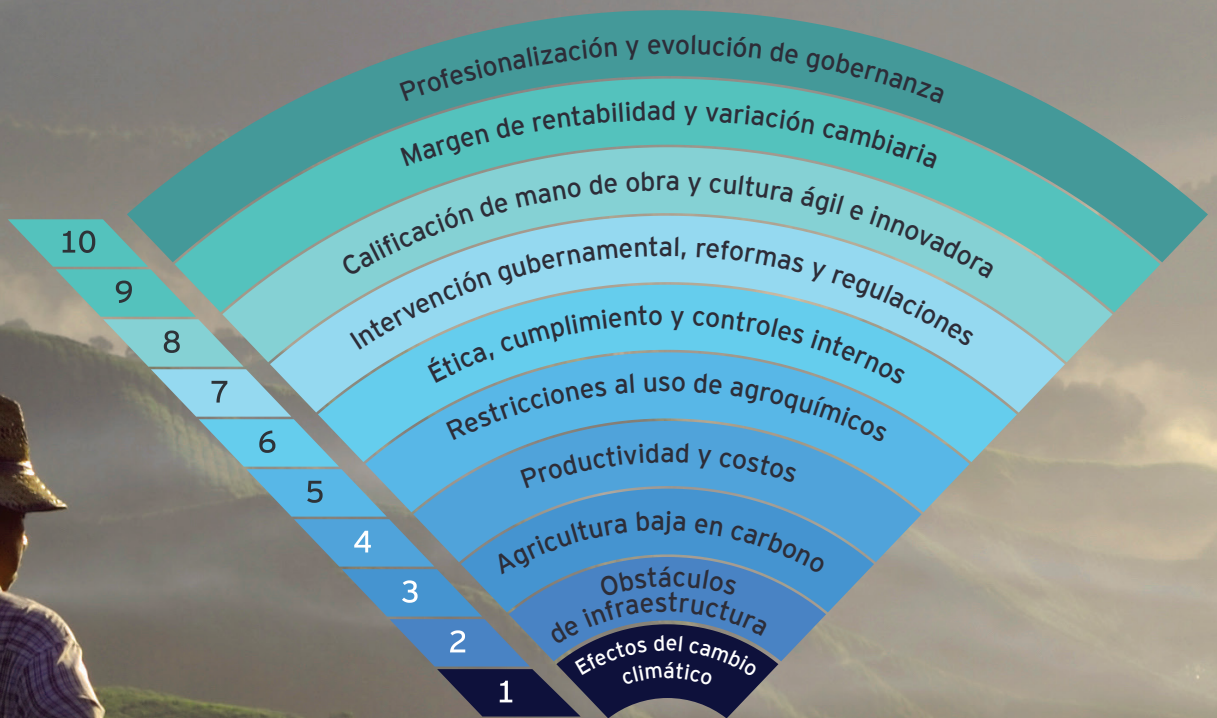 Profesionalización y evolución de gobernanza
Margen de rentabilidad y variación cambiaria
Calificación de mano de obra y cultura ágil e innovadora
Intervención gubernamental, reformas y regulaciones
Ética, cumplimiento y controles internos
Restricciones al uso de agroquímicos
Productividad y costos
Agricultura baja en carbono
Obstáculos
de infraestructura
Efectos del cambio
climático
10
9
8
7
6
5
4
3
2
1